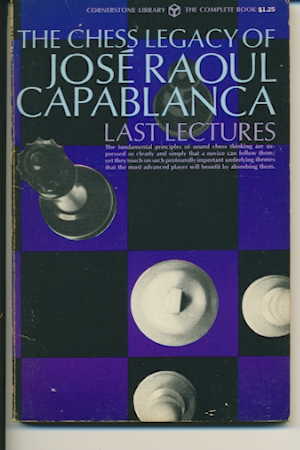 CORNERSTONE LIBRARY THE COMPLETE BOOK $1.25
THE CHESS LEGACY OF
JOSÉ RAOUL
CAPABLANCA
LAST LECTURES
The fundamental principles of sound chess thinking are ex-
pressed so clearly and simply that a novice can follow them;
yet they touch on such profoundly important underlying themes
that the most advanced player will benefit by absorbing them.